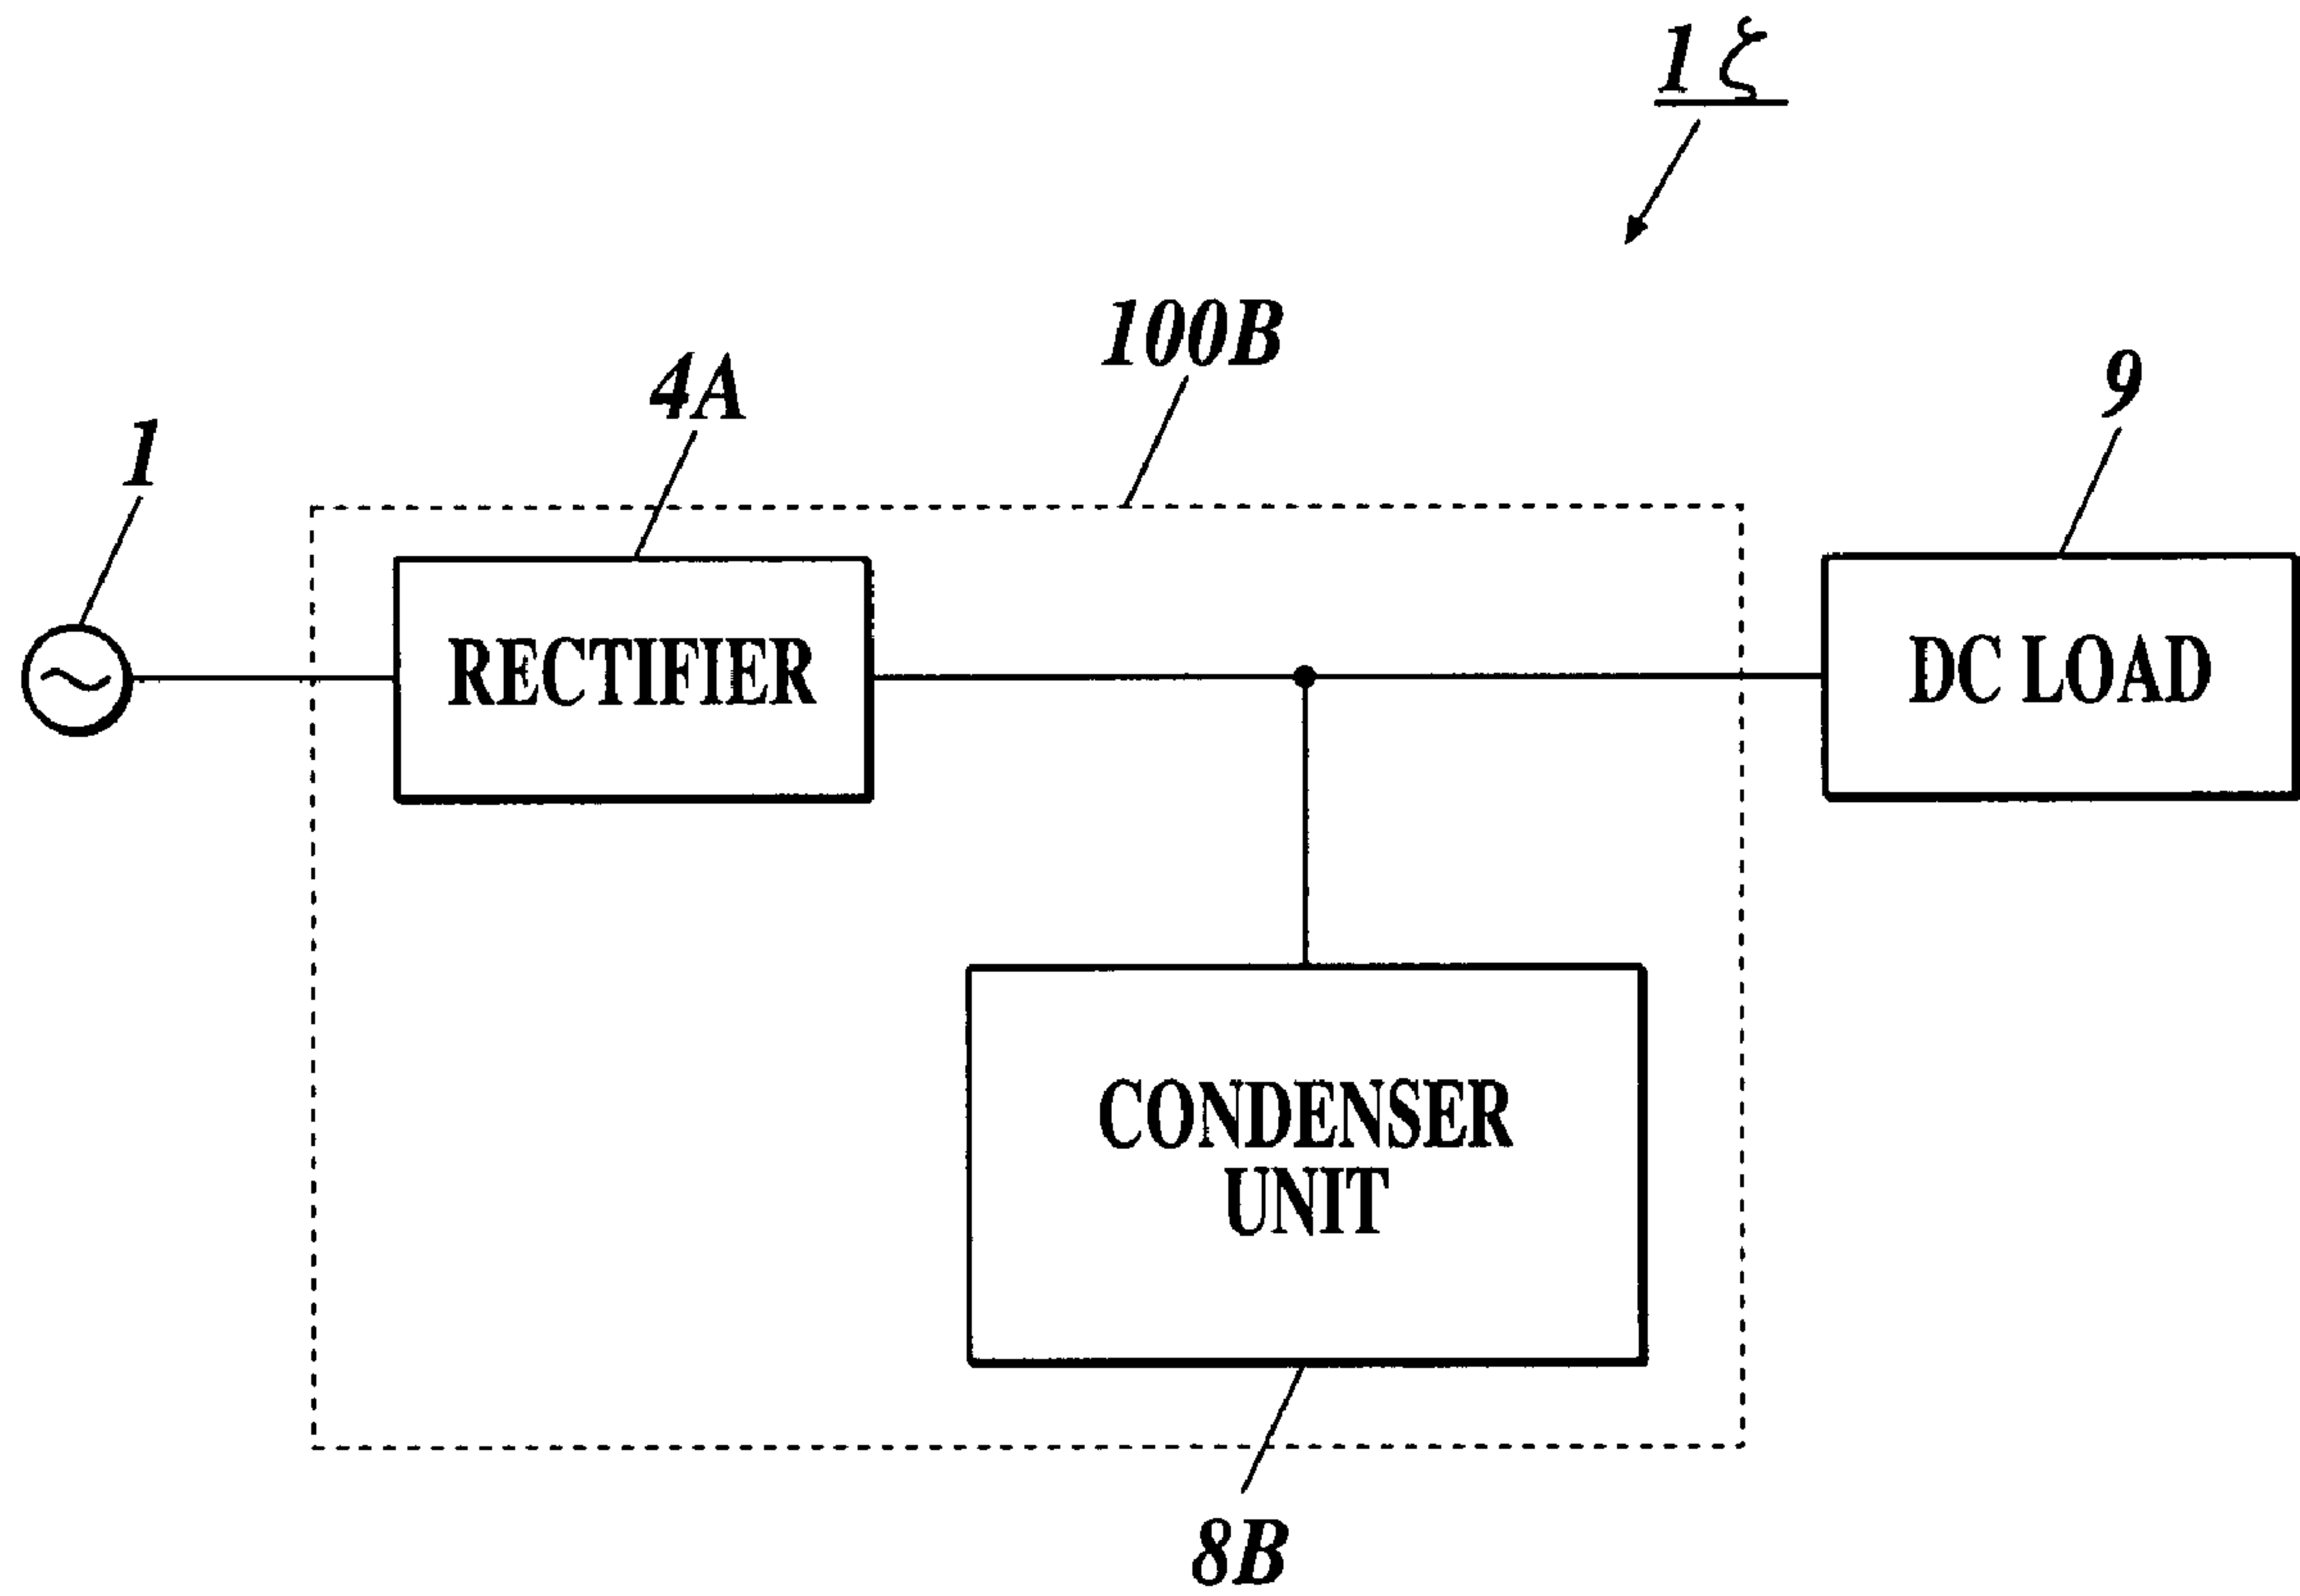 1ζ
100B
4A
9
1
RECTIFIER
DC LOAD
CONDENSER
UNIT
8B